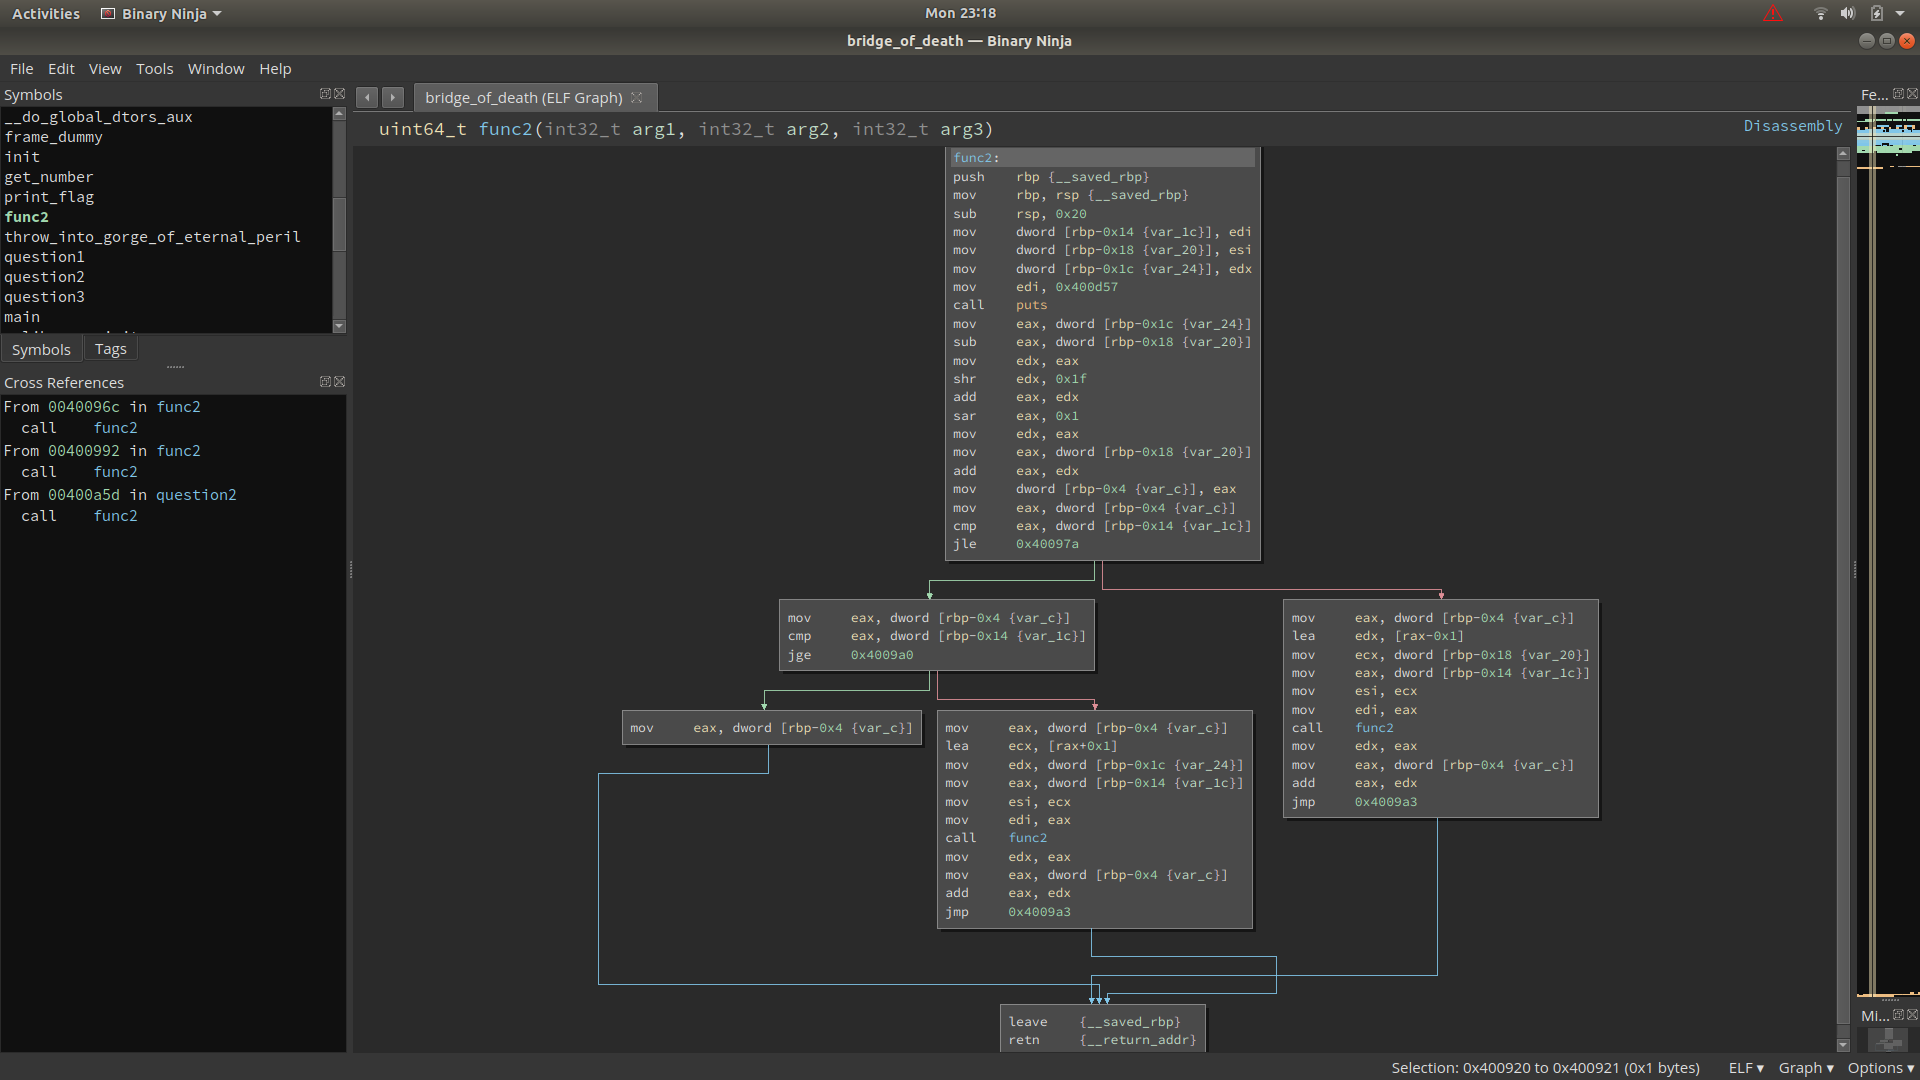 Activities Binary Ninja Mon 23:18
bridge_of_death — Binary Ninja
File Edit View Tools Window Help
Symbols
__do_global_dtors_aux
frame_dummy
init
get_number
print_flag
func2
throw_into_gorge_of_eternal_peril
question1
question2
question3
main
Symbols Tags
Cross References
From 0040096c in func2
call func2
From 00400992 in func2
call func2
From 00400a5d in question2
call func2
bridge_of_death (ELF Graph)
uint64_t func2(int32_t arg1, int32_t arg2, int32_t arg3)
Disassembly
func2:
push rbp {__saved_rbp}
mov rbp, rsp {__saved_rbp}
sub rsp, 0x20
mov dword [rbp-0x14 {var_1c}], edi
mov dword [rbp-0x18 {var_20}], esi
mov dword [rbp-0x1c {var_24}], edx
mov edi, 0x400d57
call puts
mov eax, dword [rbp-0x1c {var_24}]
sub eax, dword [rbp-0x18 {var_20}]
mov edx, eax
shr edx, 0x1f
add eax, edx
sar eax, 0x1
mov edx, eax
mov eax, dword [rbp-0x18 {var_20}]
add eax, edx
mov dword [rbp-0x4 {var_c}], eax
mov eax, dword [rbp-0x4 {var_c}]
cmp eax, dword [rbp-0x14 {var_1c}]
jle 0x40097a
mov eax, dword [rbp-0x4 {var_c}]
cmp eax, dword [rbp-0x14 {var_1c}]
jge 0x4009a0
mov eax, dword [rbp-0x4 {var_c}]
mov eax, dword [rbp-0x4 {var_c}]
lea ecx, [rax+0x1]
mov edx, dword [rbp-0x1c {var_24}]
mov eax, dword [rbp-0x14 {var_1c}]
mov esi, ecx
mov edi, eax
call func2
mov edx, eax
mov eax, dword [rbp-0x4 {var_c}]
add eax, edx
jmp 0x4009a3
mov eax, dword [rbp-0x4 {var_c}]
lea edx, [rax-0x1]
mov ecx, dword [rbp-0x18 {var_20}]
mov eax, dword [rbp-0x14 {var_1c}]
mov esi, ecx
mov edi, eax
call func2
mov edx, eax
mov eax, dword [rbp-0x4 {var_c}]
add eax, edx
jmp 0x4009a3
leave {__saved_rbp}
retn {__return_addr}
Fe...
Mi...
Selection: 0x400920 to 0x400921 (0x1 bytes) ELF Graph Options